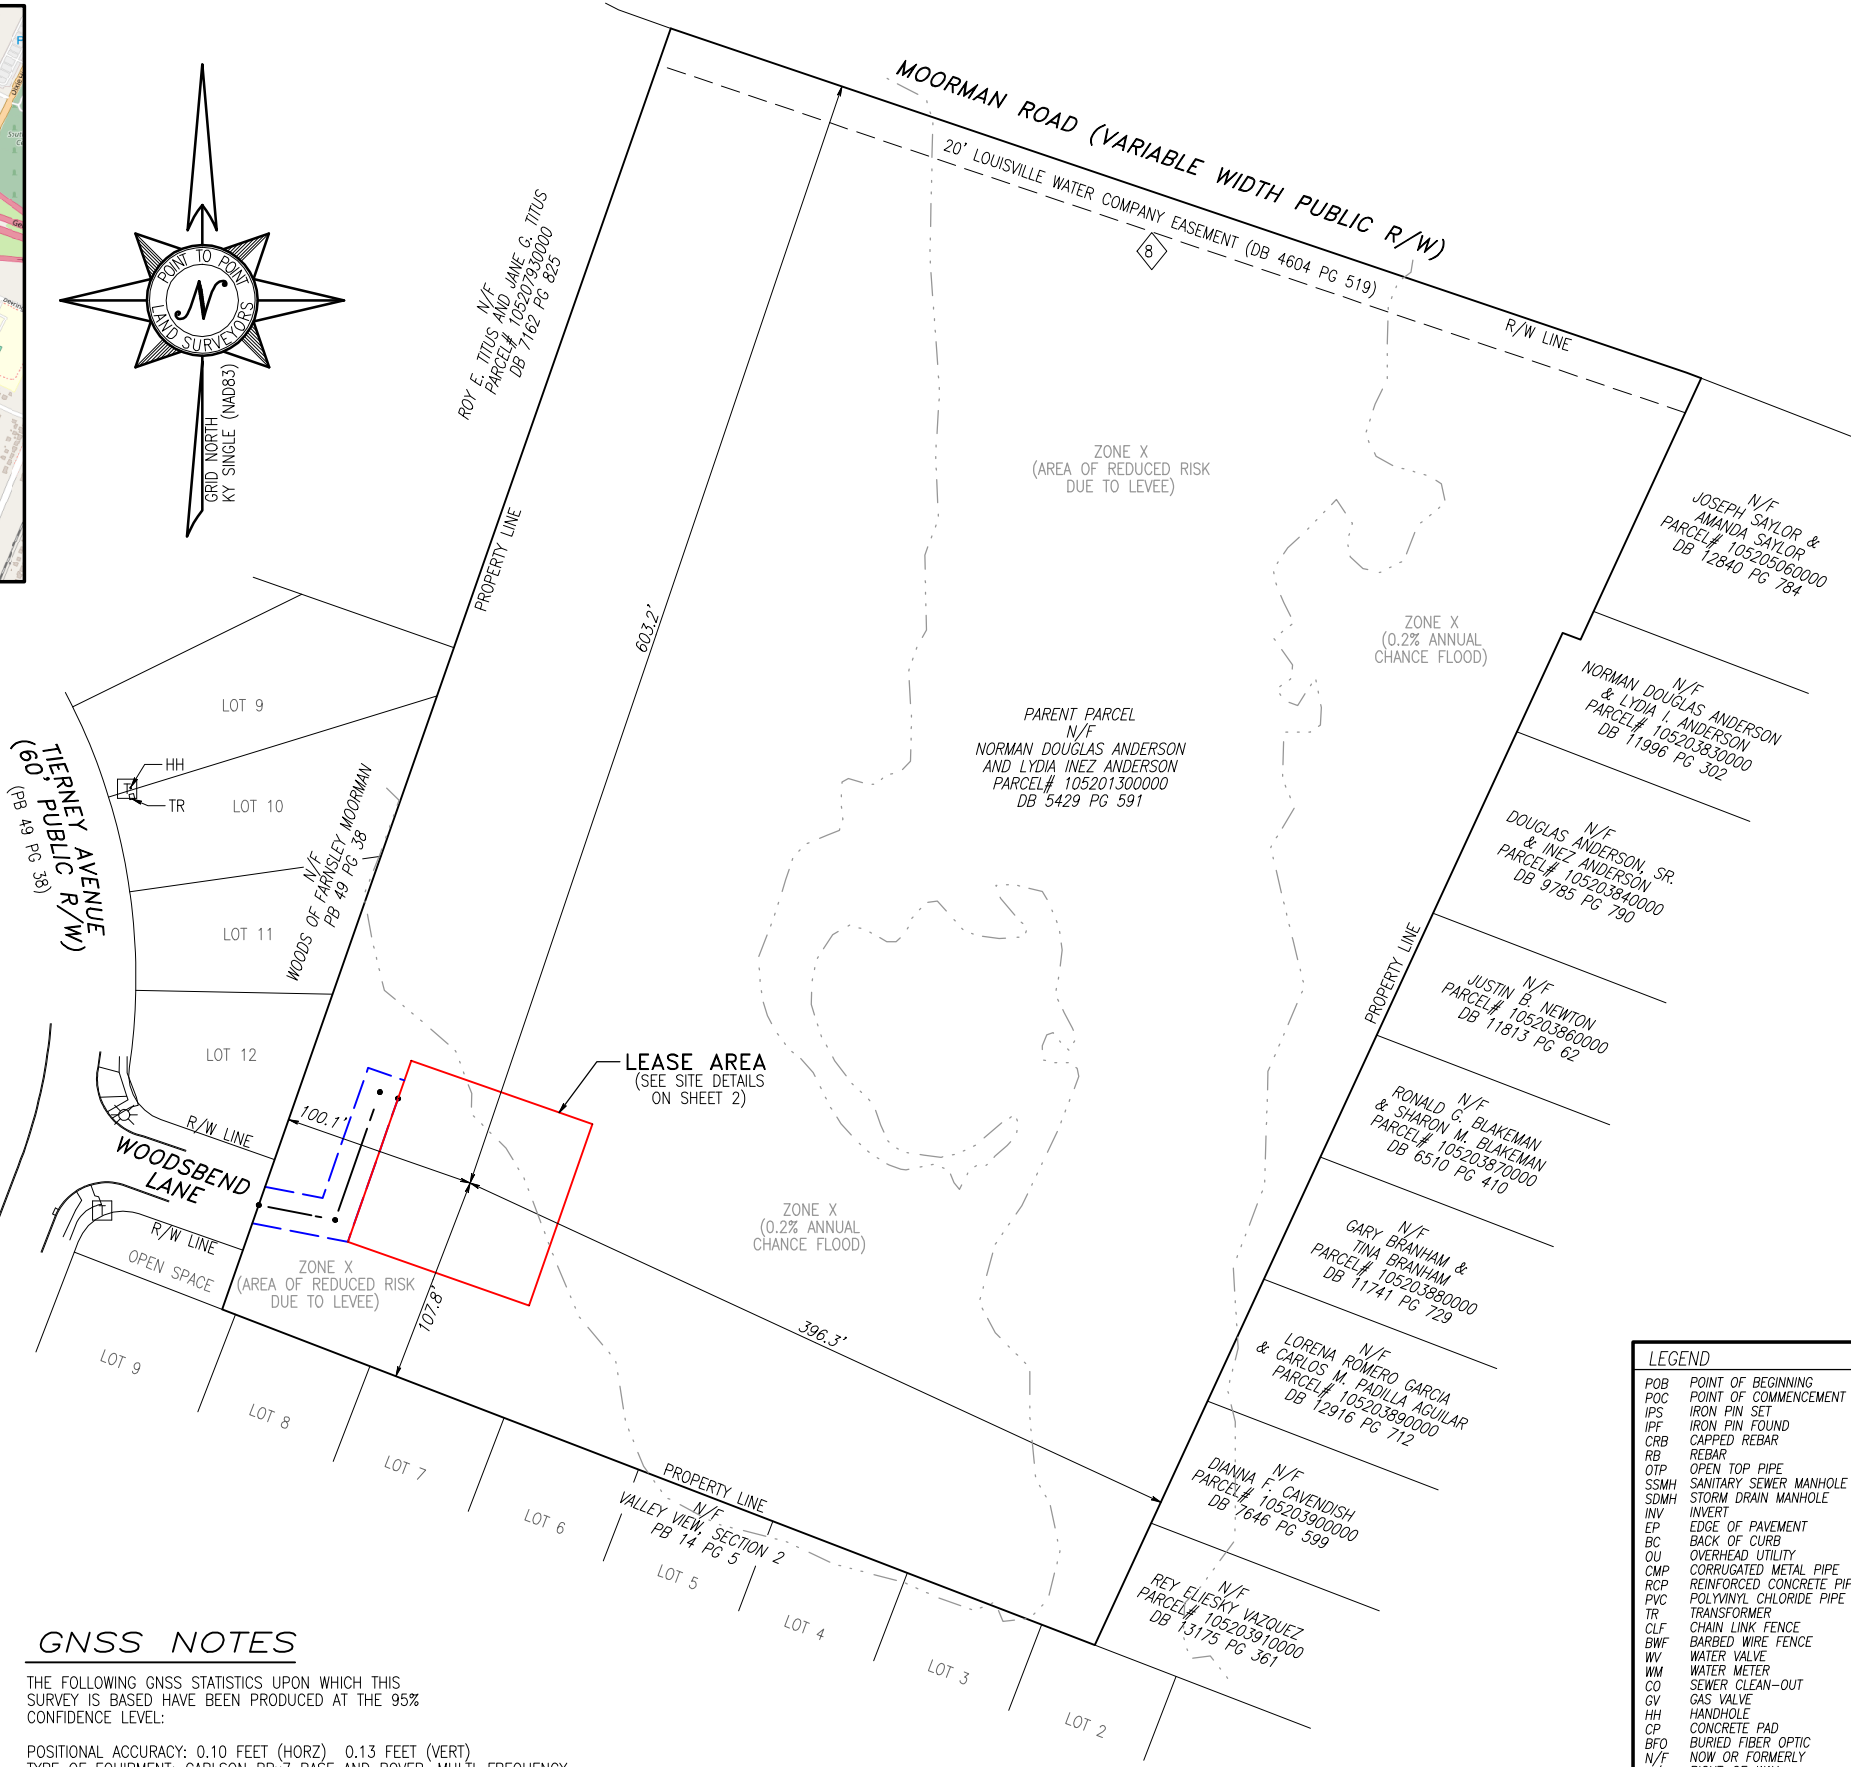 MOORMAN ROAD (VARIABLE WIDTH PUBLIC R/W)
20' LOUISVILLE WATER COMPANY EASEMENT (DB 4604 PG 519)
8
R/W LINE
POINT TO POINT
LAND SURVEYORS
N
GRID NORTH
KY SINGLE (NAD83)
N/F
ROY E. TITUS AND JANE G. TITUS
PARCEL# 105207930000
DB 7162 PG 825
PROPERTY LINE
603.2'
ZONE X
(AREA OF REDUCED RISK
DUE TO LEVEE)
ZONE X
(0.2% ANNUAL
CHANCE FLOOD)
N/F
JOSEPH SAYLOR &
AMANDA SAYLOR
PARCEL# 105205060000
DB 12840 PG 784
N/F
NORMAN DOUGLAS ANDERSON
& LYDIA I. ANDERSON
PARCEL# 105203830000
DB 11996 PG 302
PARENT PARCEL
N/F
NORMAN DOUGLAS ANDERSON
AND LYDIA INEZ ANDERSON
PARCEL# 105201300000
DB 5429 PG 591
N/F
DOUGLAS ANDERSON, SR.
& INEZ ANDERSON
PARCEL# 105203840000
DB 9785 PG 790
PROPERTY LINE
N/F
JUSTIN B. NEWTON
PARCEL# 105203860000
DB 11813 PG 62
N/F
RONALD G. BLAKEMAN
& SHARON M. BLAKEMAN
PARCEL# 105203870000
DB 6510 PG 410
N/F
GARY BRANHAM &
TINA BRANHAM
PARCEL# 105203880000
DB 11741 PG 729
N/F
LORENA ROMERO GARCIA
& CARLOS M. PADILLA AGUILAR
PARCEL# 105203890000
DB 12916 PG 712
N/F
DIANNA F. CAVENDISH
PARCEL# 105203900000
DB 7646 PG 599
N/F
REY ELIESKY VAZQUEZ
PARCEL# 105203910000
DB 13175 PG 361
LOT 9
HH
TR
T
LOT 10
LOT 11
LOT 12
TIERNEY AVENUE
(60' PUBLIC R/W)
(PB 49 PG 38)
N/F
WOODS OF FARNSLEY MOORMAN
PB 49 PG 38
LEASE AREA
(SEE SITE DETAILS
ON SHEET 2)
100.1'
R/W LINE
WOODSBEND
LANE
R/W LINE
OPEN SPACE
ZONE X
(AREA OF REDUCED RISK
DUE TO LEVEE)
107.8'
ZONE X
(0.2% ANNUAL
CHANCE FLOOD)
396.3'
LOT 9
LOT 8
LOT 7
LOT 6
LOT 5
LOT 4
LOT 3
LOT 2
PROPERTY LINE
N/F
VALLEY VIEW, SECTION 2
PB 14 PG 5
GNSS NOTES
THE FOLLOWING GNSS STATISTICS UPON WHICH THIS
SURVEY IS BASED HAVE BEEN PRODUCED AT THE 95%
CONFIDENCE LEVEL:
POSITIONAL ACCURACY: 0.10 FEET (HORZ) 0.13 FEET (VERT)
LEGEND
POB POINT OF BEGINNING
POC POINT OF COMMENCEMENT
IPS IRON PIN SET
IPF IRON PIN FOUND
CRB CAPPED REBAR
RB REBAR
OTP OPEN TOP PIPE
SSMH SANITARY SEWER MANHOLE
SDMH STORM DRAIN MANHOLE
INV INVERT
EP EDGE OF PAVEMENT
BC BACK OF CURB
OU OVERHEAD UTILITY
CMP CORRUGATED METAL PIPE
RCP REINFORCED CONCRETE PIP
PVC POLYVINYL CHLORIDE PIPE
TR TRANSFORMER
CLF CHAIN LINK FENCE
BWF BARBED WIRE FENCE
WV WATER VALVE
WM WATER METER
CO SEWER CLEAN-OUT
GV GAS VALVE
HH HANDHOLE
CP CONCRETE PAD
BFO BURIED FIBER OPTIC
N/F NOW OR FORMERLY